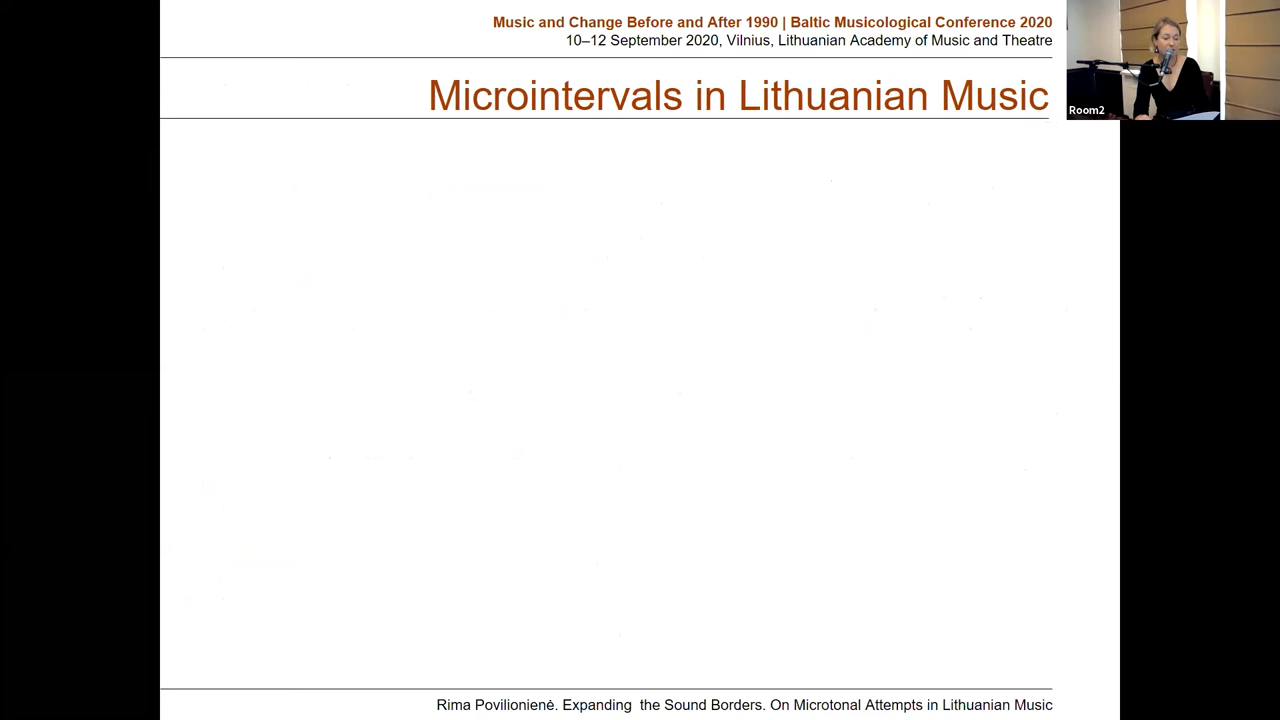 Music and Change Before and After 1990 | Baltic Musicological Conference 2020
10–12 September 2020, Vilnius, Lithuanian Academy of Music and Theatre
Microintervals in Lithuanian Music
Room2
Rima Povilionienė. Expanding the Sound Borders. On Microtonal Attempts in Lithuanian Music